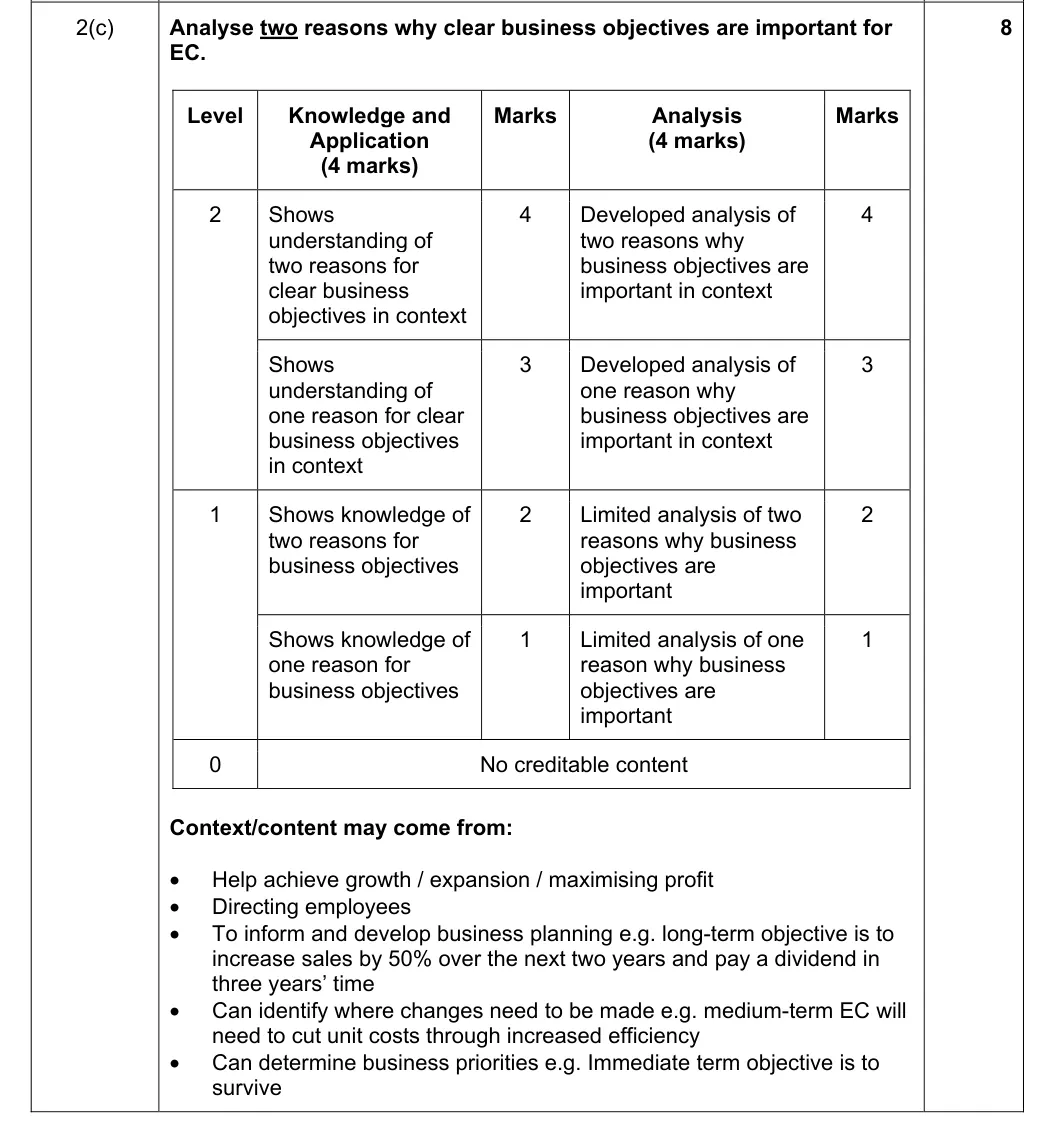 2(c)
Analyse two reasons why clear business objectives are important for
EC.
8
Level
Knowledge and
Application
(4 marks)
Marks
Analysis
(4 marks)
Marks
2
Shows
understanding of
two reasons for
clear business
objectives in context
4
Developed analysis of
two reasons why
business objectives are
important in context
4
Shows
understanding of
one reason for clear
business objectives
in context
3
Developed analysis of
one reason why
business objectives are
important in context
3
1
Shows knowledge of
two reasons for
business objectives
2
Limited analysis of two
reasons why business
objectives are
important
2
Shows knowledge of
one reason for
business objectives
1
Limited analysis of one
reason why business
objectives are
important
1
0
No creditable content
Context/content may come from:
• Help achieve growth / expansion / maximising profit
• Directing employees
• To inform and develop business planning e.g. long-term objective is to
increase sales by 50% over the next two years and pay a dividend in
three years’ time
• Can identify where changes need to be made e.g. medium-term EC will
need to cut unit costs through increased efficiency
• Can determine business priorities e.g. Immediate term objective is to
survive